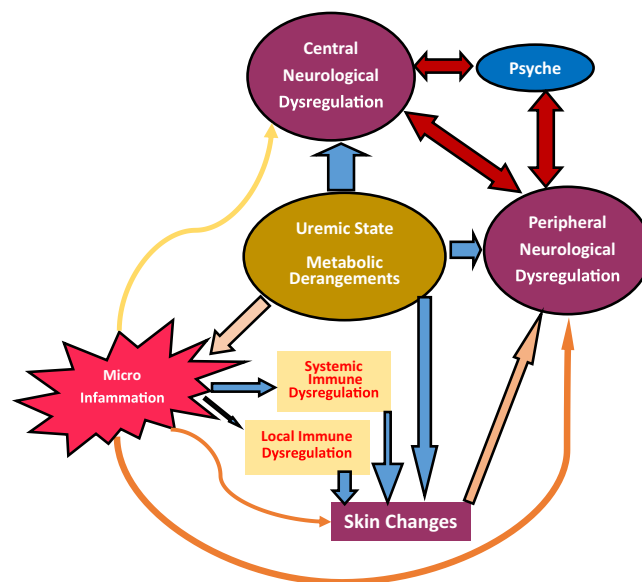 Central
Neurological
Dysregulation
Psyche
Uremic State
Metabolic
Derangements
Peripheral
Neurological
Dysregulation
Micro
Infammation
Systemic
Immune
Dysregulation
Local Immune
Dysregulation
Skin Changes